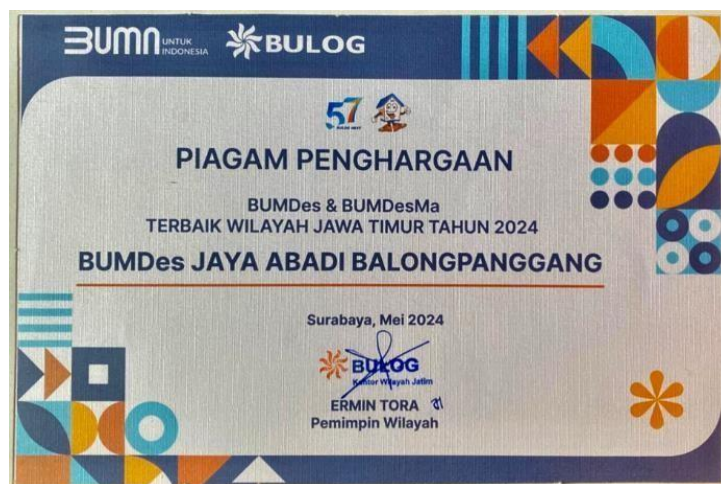 BUMN UNTUK
INDONESIA
BULOG
57
PIAGAM PENGHARGAAN
BUMDes & BUMDesMa
TERBAIK WILAYAH JAWA TIMUR TAHUN 2024
BUMDes JAYA ABADI BALONGPANGGANG
Surabaya, Mei 2024
BULOG
Kantor Wilayah Jatim
ERMIN TORA
Pemimpin Wilayah